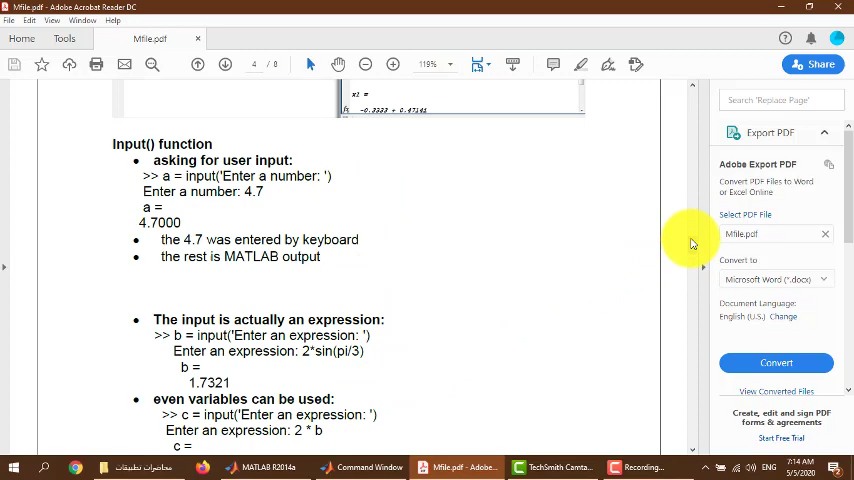 Mfile.pdf - Adobe Acrobat Reader DC
File Edit View Window Help
Home Tools Mfile.pdf ×
4 / 8 119% Share
x1 =
-0.3333 + 0.4714i
Input() function
• asking for user input:
>> a = input('Enter a number: ')
Enter a number: 4.7
a =
4.7000
• the 4.7 was entered by keyboard
• the rest is MATLAB output
• The input is actually an expression:
>> b = input('Enter an expression: ')
Enter an expression: 2*sin(pi/3)
b =
1.7321
• even variables can be used:
>> c = input('Enter an expression: ')
Enter an expression: 2 * b
c =
Search 'Replace Page'
Export PDF
Adobe Export PDF
Convert PDF Files to Word
or Excel Online
Select PDF File
Mfile.pdf
Convert to
Microsoft Word (*.docx)
Document Language:
English (U.S.) Change
Convert
View Converted Files
Create, edit and sign PDF
forms & agreements
Start Free Trial
محاضرات تطبيقات
MATLAB R2014a
Command Window
Mfile.pdf - Adobe...
TechSmith Camta...
Recording...
ENG
7:14 AM
5/5/2020
2